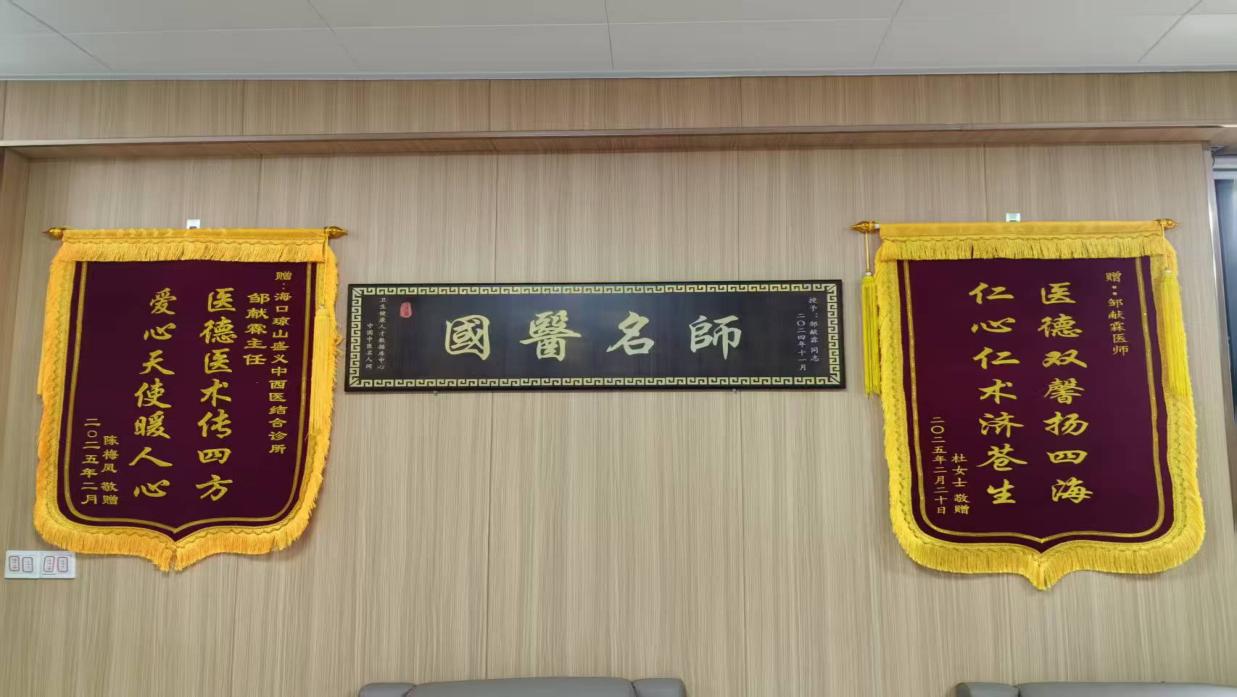 赠：海口琼山盛义中西医结合诊所
邹献霖主任
医德医术传四方
爱心天使暖人心
陈梅凤 敬赠
二〇二五年二月
授予：邹献霖 同志
二〇二四年十一月
國醫名師
卫生健康人才数据库中心
中国中医名人网
赠：邹献霖医师
医德双馨扬四海
仁心仁术济苍生
杜女士 敬赠
二〇二五年二月二十日